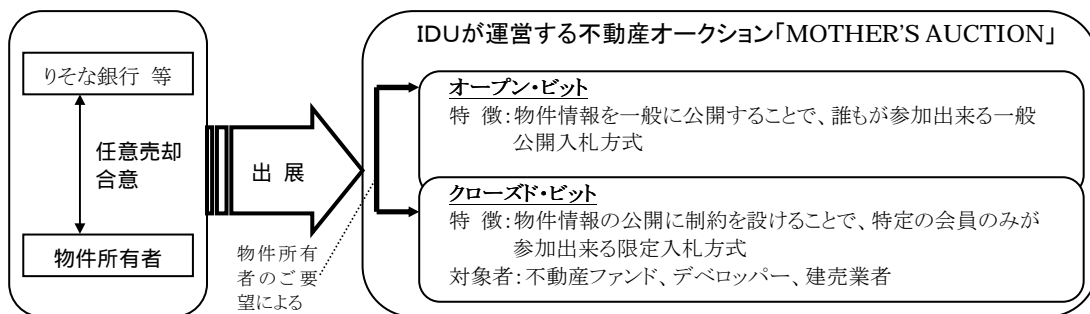 りそな銀行 等
任意売却
合意
物件所有者
出 展
物件所有
者のご要
望による
IDUが運営する不動産オークション「MOTHER'S AUCTION」
オープン・ビット
特 徴:物件情報を一般に公開することで、誰もが参加出来る一般
公開入札方式
クローズド・ビット
特 徴:物件情報の公開に制約を設けることで、特定の会員のみが
参加出来る限定入札方式
対象者:不動産ファンド、デベロッパー、建売業者